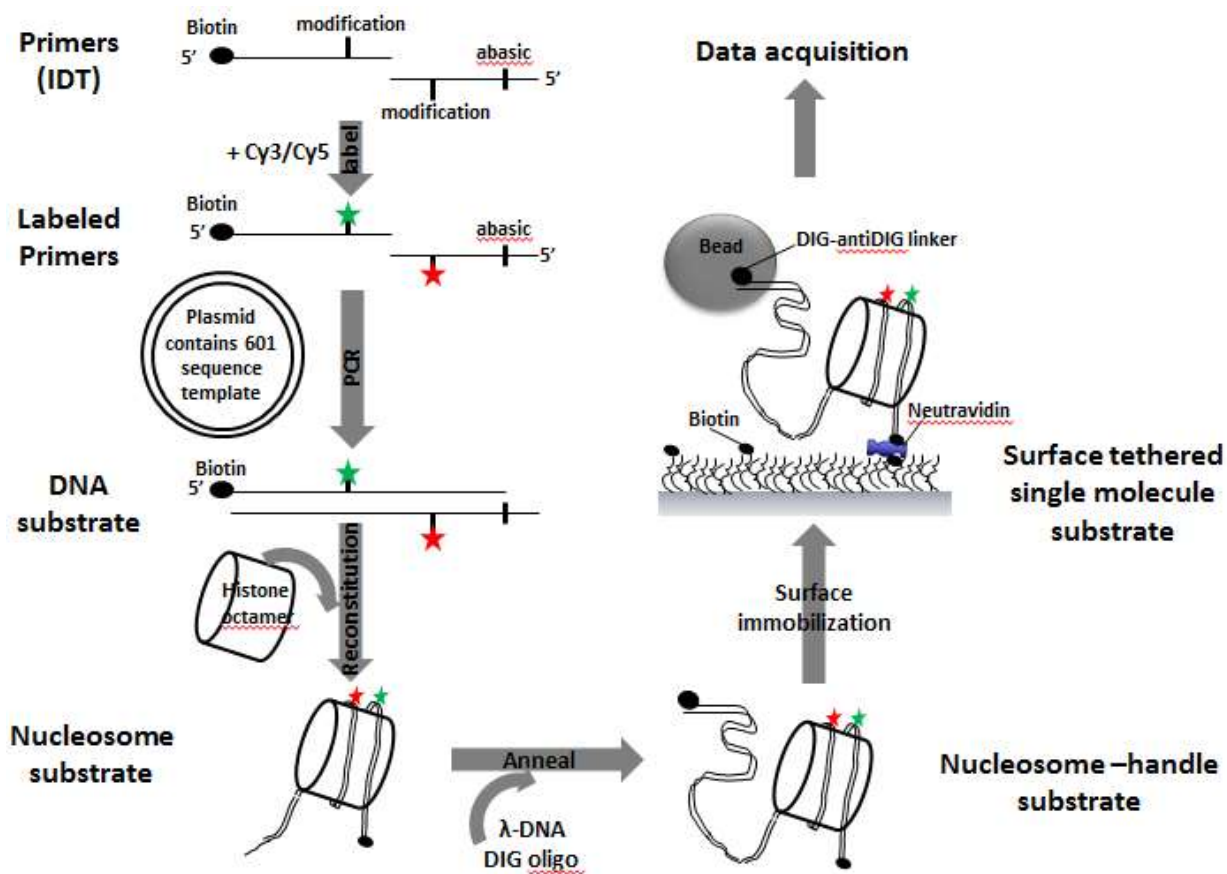 Primers
(IDT)
Biotin
5’
modification
abasic
5’
modification
+ Cy3/Cy5
label
Labeled
Primers
Biotin
5’
abasic
5’
Plasmid
contains 601
sequence
template
PCR
DNA
substrate
Biotin
5’
Histone
octamer
Reconstitution
Nucleosome
substrate
Anneal
λ-DNA
DIG oligo
Nucleosome –handle
substrate
Surface
immobilization
Surface tethered
single molecule
substrate
Biotin
Neutravidin
Bead
DIG-antiDIG linker
Data acquisition